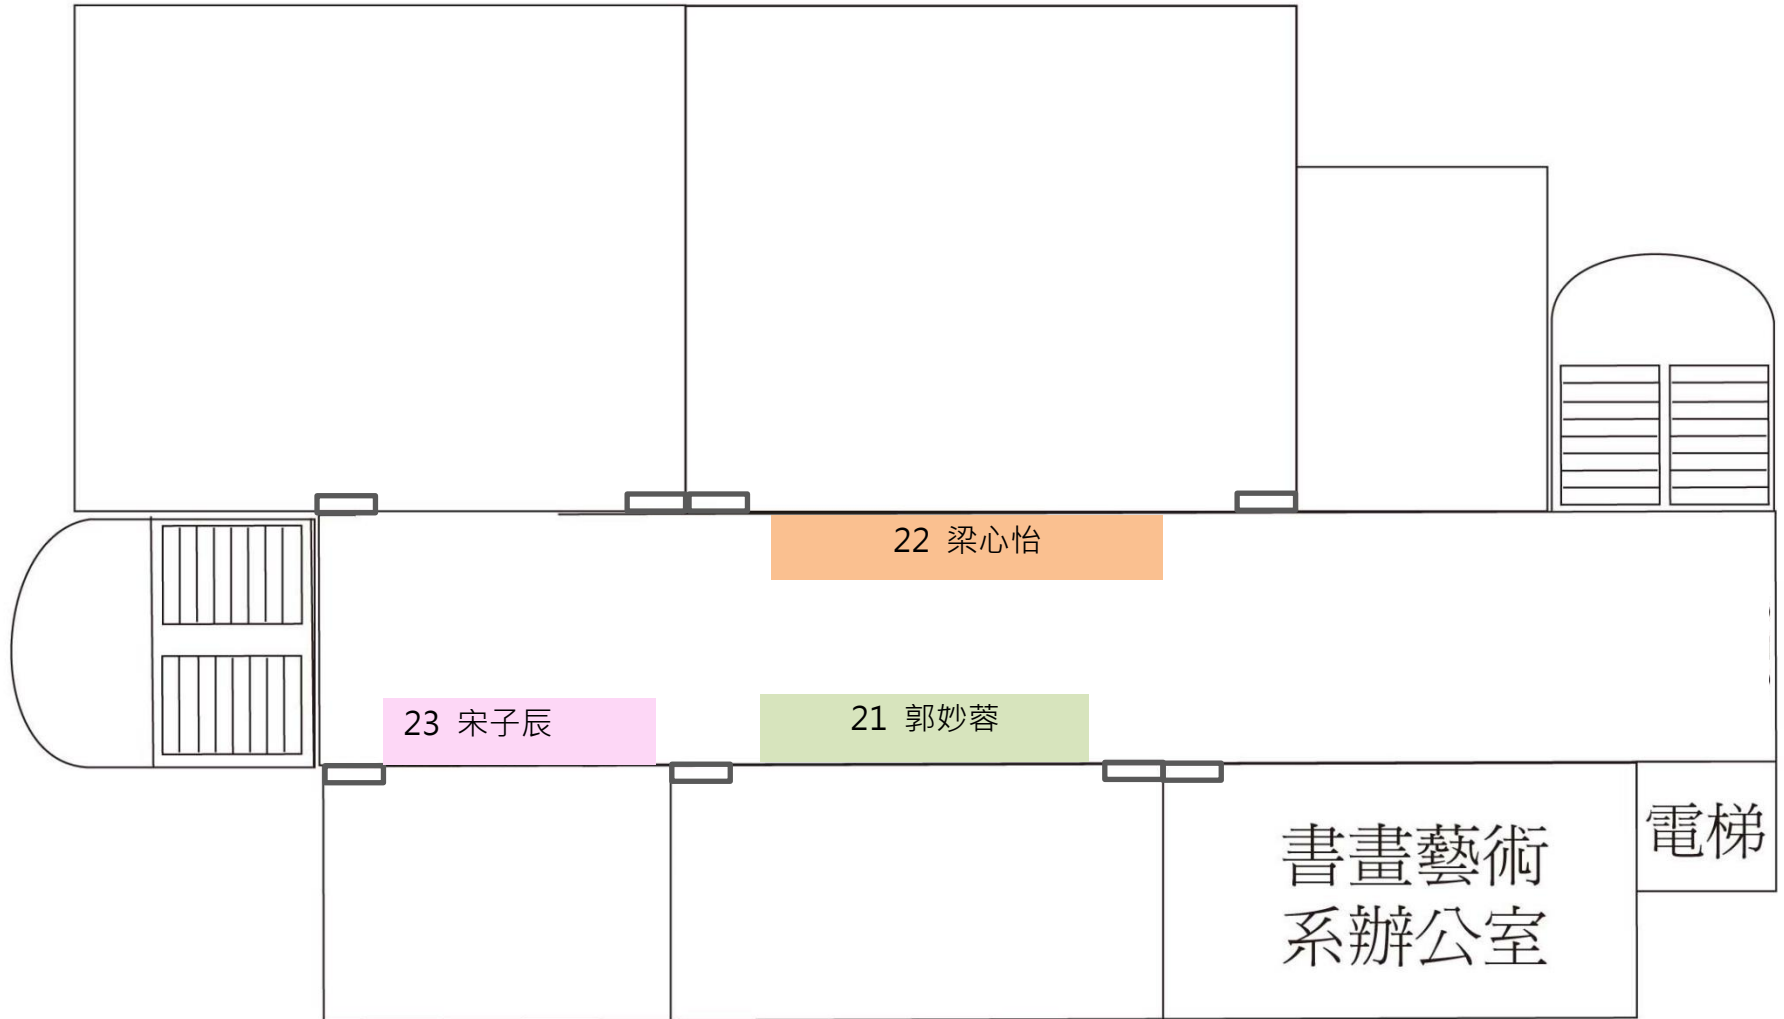 22 梁心怡
23 宋子辰
21 郭妙蓉
電梯
書畫藝術
系辦公室